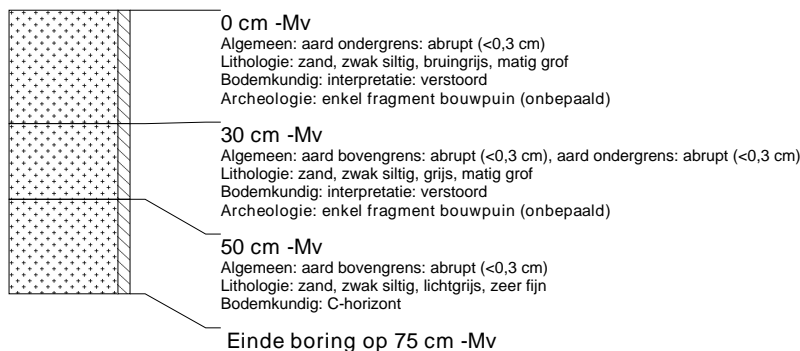 0 cm -Mv
Algemeen: aard ondergrens: abrupt (<0,3 cm)
Lithologie: zand, zwak siltig, bruingrijs, matig grof
Bodemkundig: interpretatie: verstoord
Archeologie: enkel fragment bouwpuin (onbepaald)
30 cm -Mv
Algemeen: aard bovengrens: abrupt (<0,3 cm), aard ondergrens: abrupt (<0,3 cm)
Lithologie: zand, zwak siltig, grijs, matig grof
Bodemkundig: interpretatie: verstoord
Archeologie: enkel fragment bouwpuin (onbepaald)
50 cm -Mv
Algemeen: aard bovengrens: abrupt (<0,3 cm)
Lithologie: zand, zwak siltig, lichtgrijs, zeer fijn
Bodemkundig: C-horizont
Einde boring op 75 cm -Mv